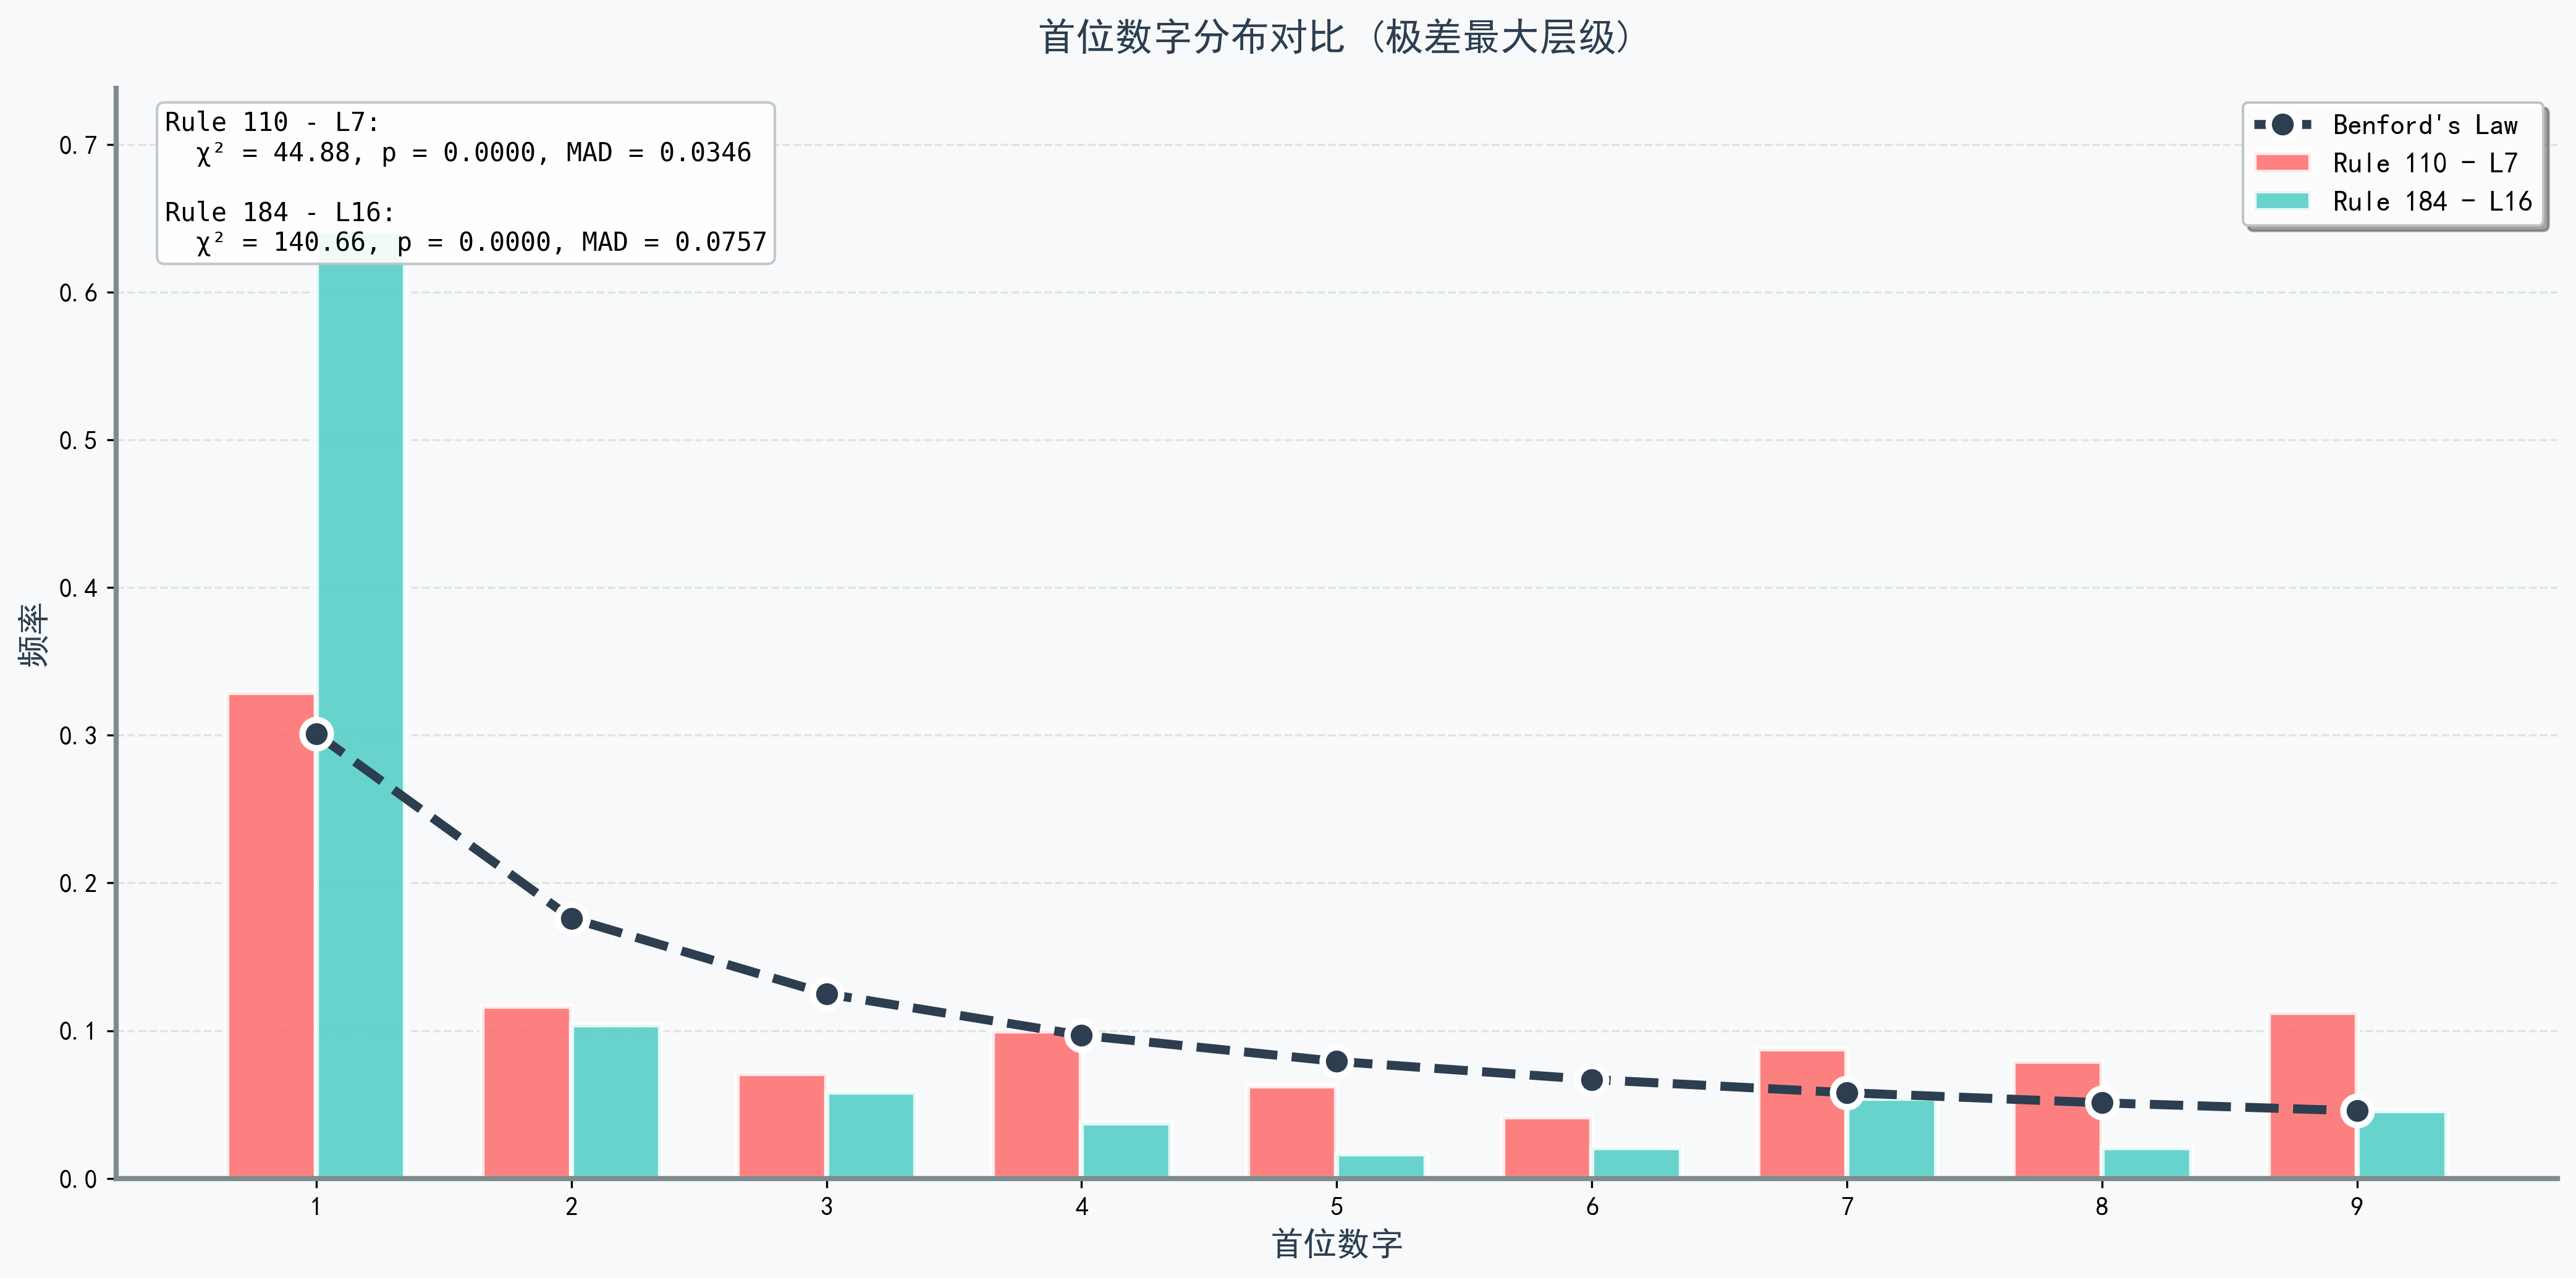 首位数字分布对比 (极差最大层级)
Rule 110 - L7:
χ² = 44.88, p = 0.0000, MAD = 0.0346
Rule 184 - L16:
χ² = 140.66, p = 0.0000, MAD = 0.0757
Benford's Law
Rule 110 - L7
Rule 184 - L16
0.7
0.6
0.5
0.4
0.3
0.2
0.1
0.0
频率
1 2 3 4 5 6 7 8 9
首位数字